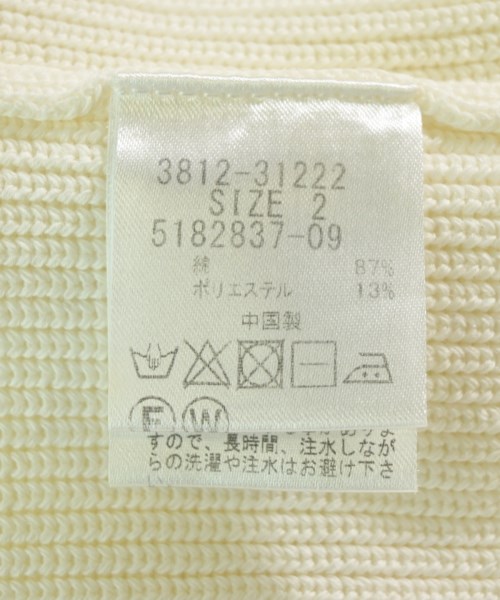 3812-31222
SIZE 2
5182837-09
綿 87%
ポリエステル 13%
中国製
F W
すので、長時間、注水しなが
らの洗濯や注水はお避け下さ